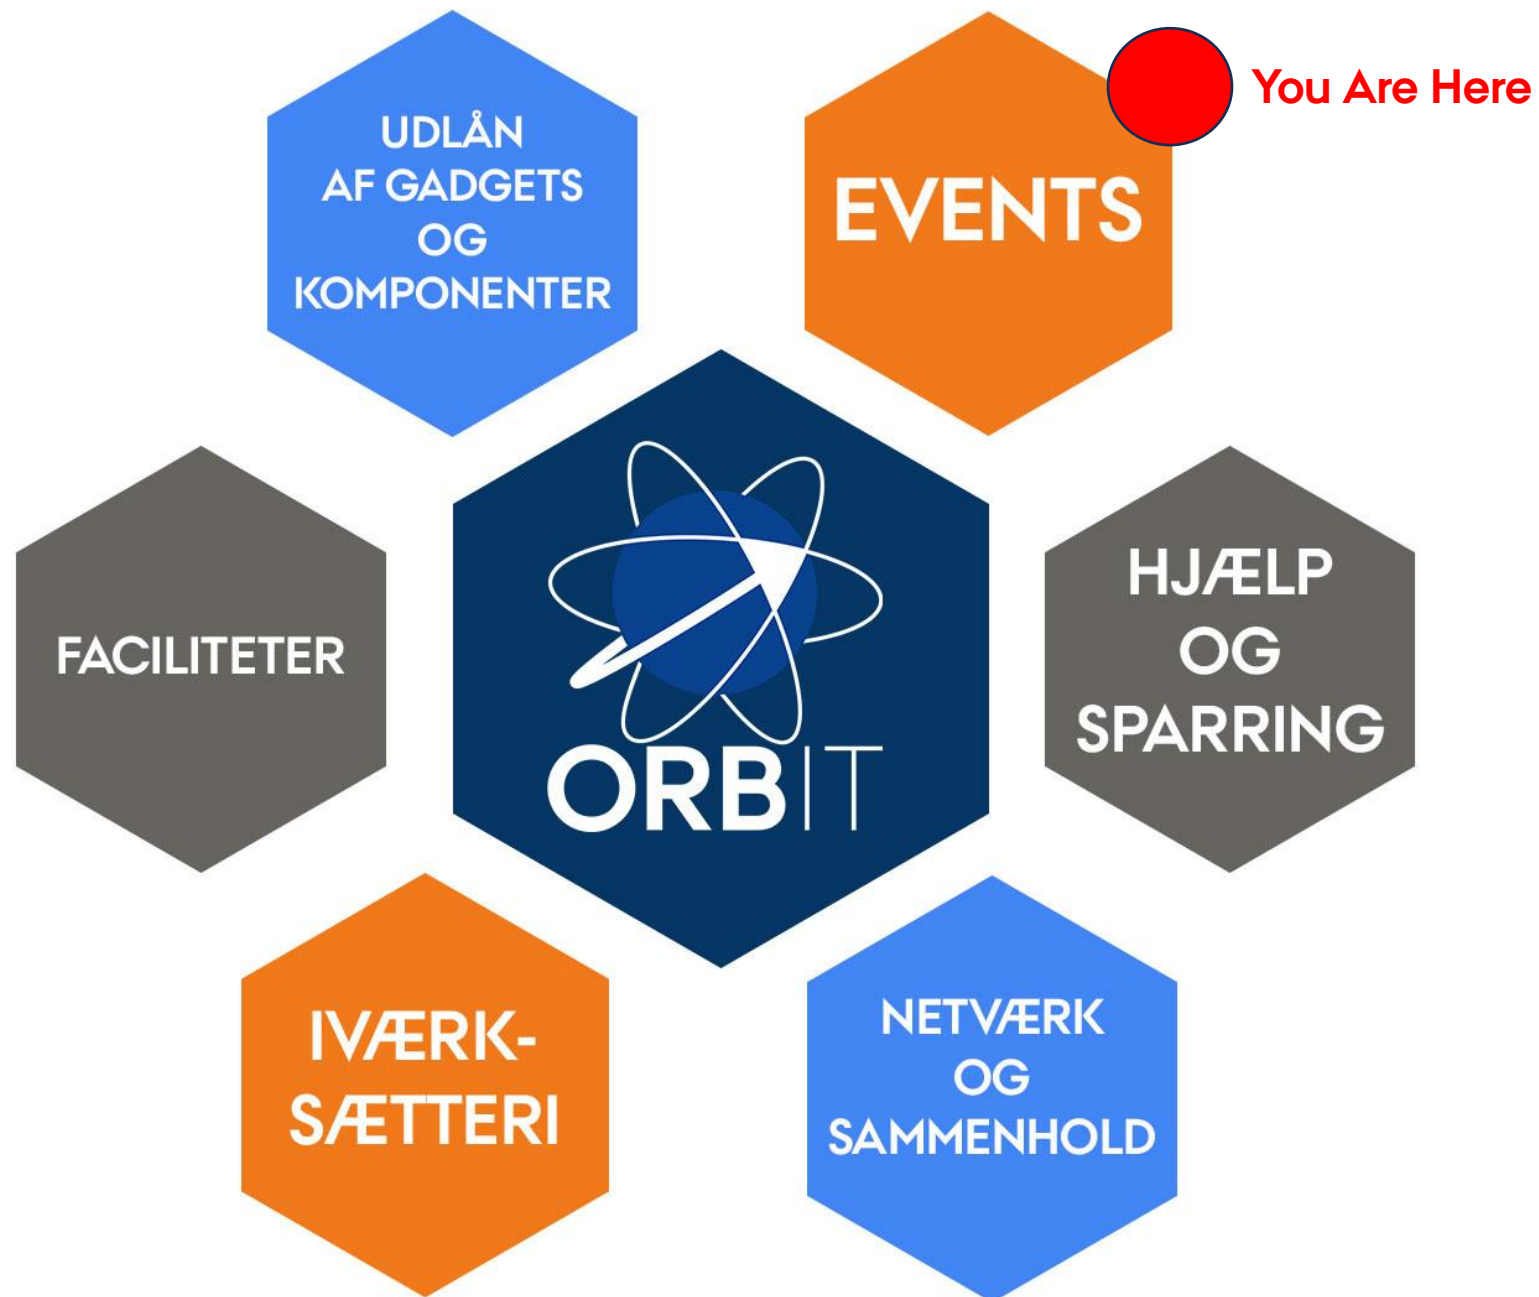 UDLÅN
AF GADGETS
OG
KOMPONENTER
EVENTS
You Are Here
FACILITETER
ORBIT
HJÆLP
OG
SPARRING
IVÆRK-
SÆTTERI
NETVÆRK
OG
SAMMENHOLD